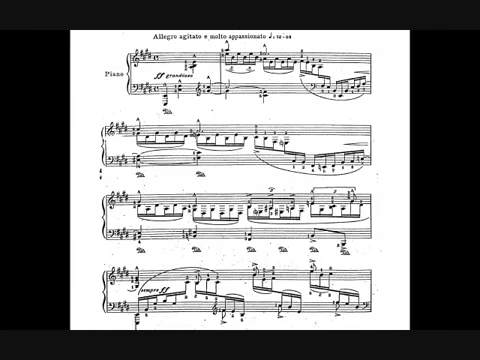 Allegro agitato e molto appassionato
Piano
ff grandioso
sempre ff